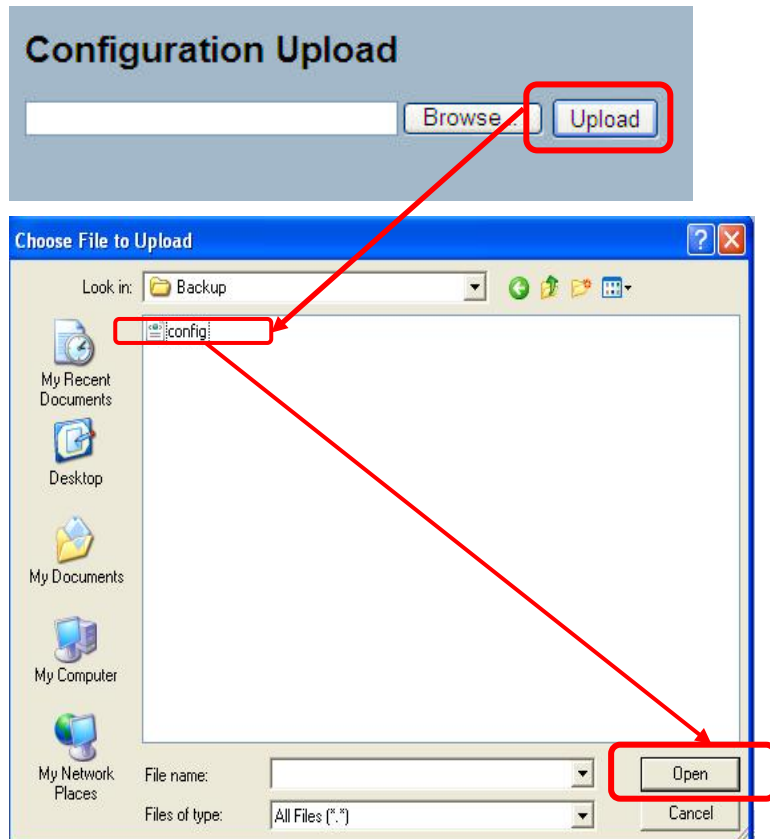 Configuration Upload
Browse... Upload
Choose File to Upload
Look in: Backup
config
My Recent
Documents
Desktop
My Documents
My Computer
My Network
Places
File name:
Open
Files of type: All Files (*.*)
Cancel